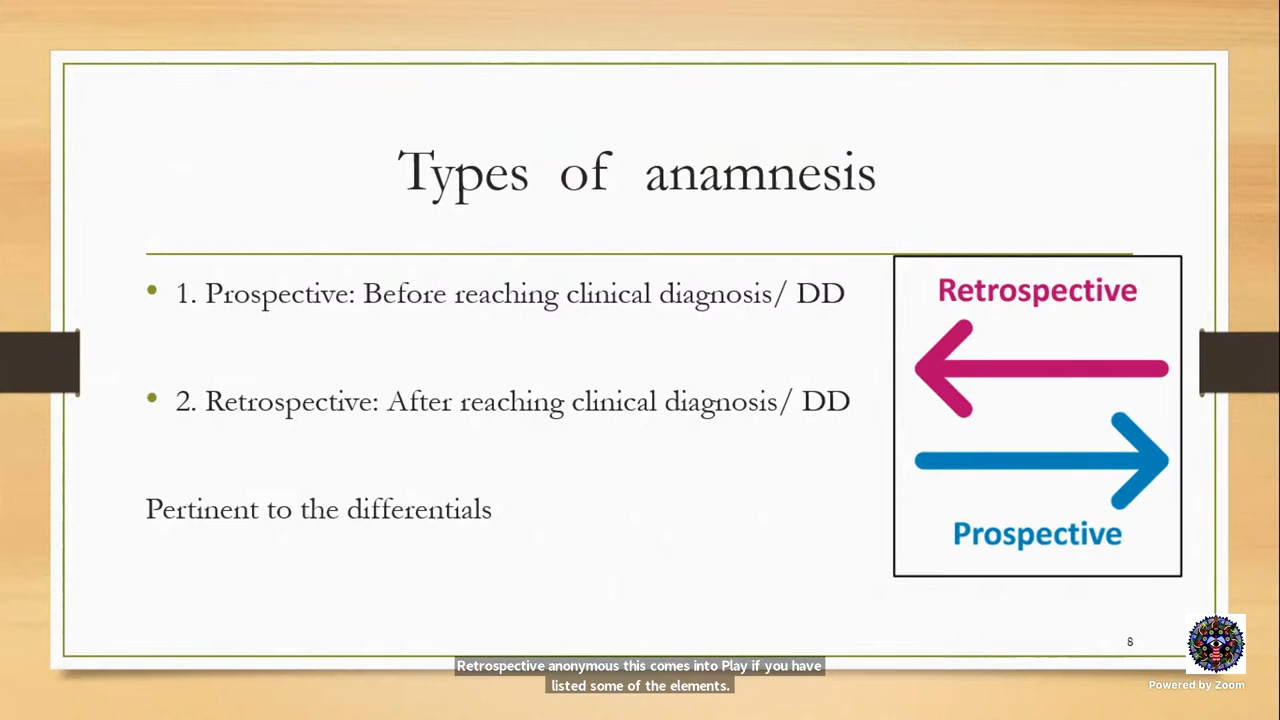 Types of anamnesis
• 1. Prospective: Before reaching clinical diagnosis/ DD
• 2. Retrospective: After reaching clinical diagnosis/ DD
Pertinent to the differentials
Retrospective
Prospective
8
Retrospective anonymous this comes into Play if you have
listed some of the elements.
Powered by Zoom